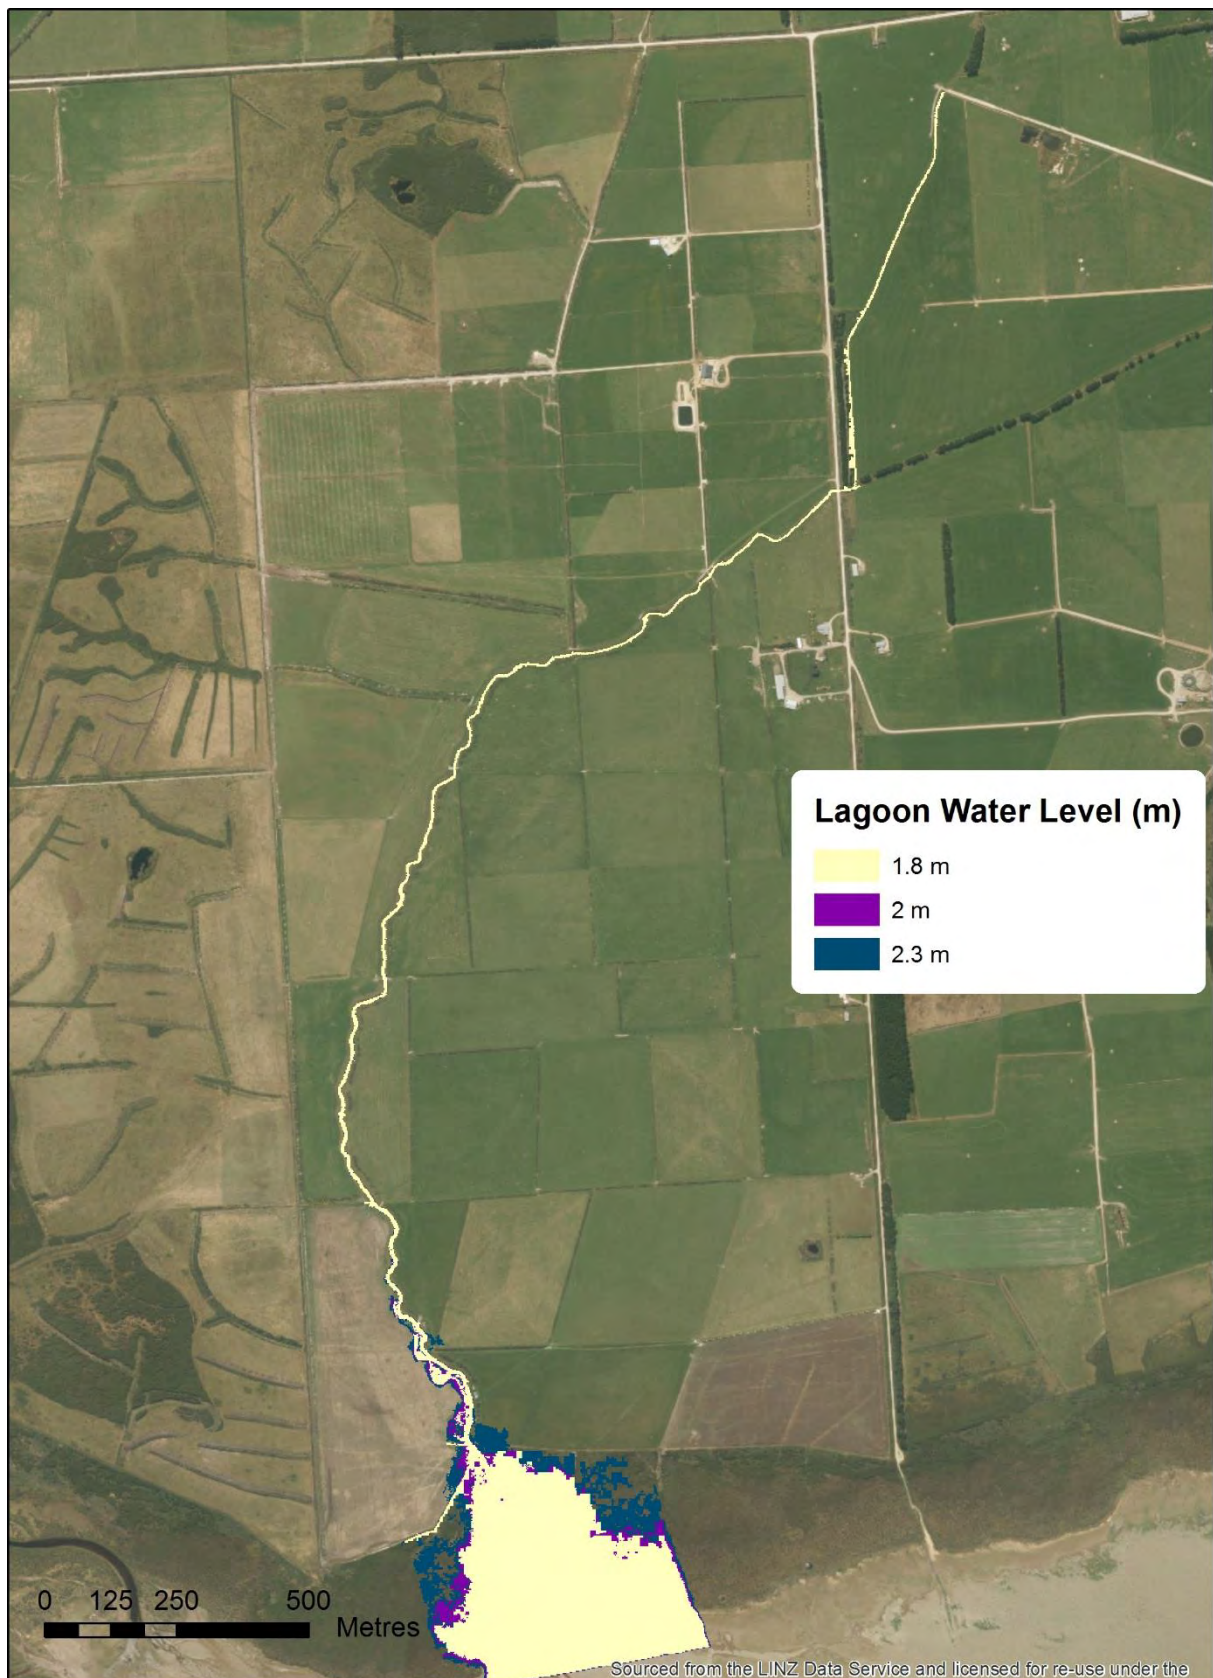 Lagoon Water Level (m)
1.8 m
2 m
2.3 m
0 125 250 500
Metres
Sourced from the LINZ Data Service and licensed for re-use under the